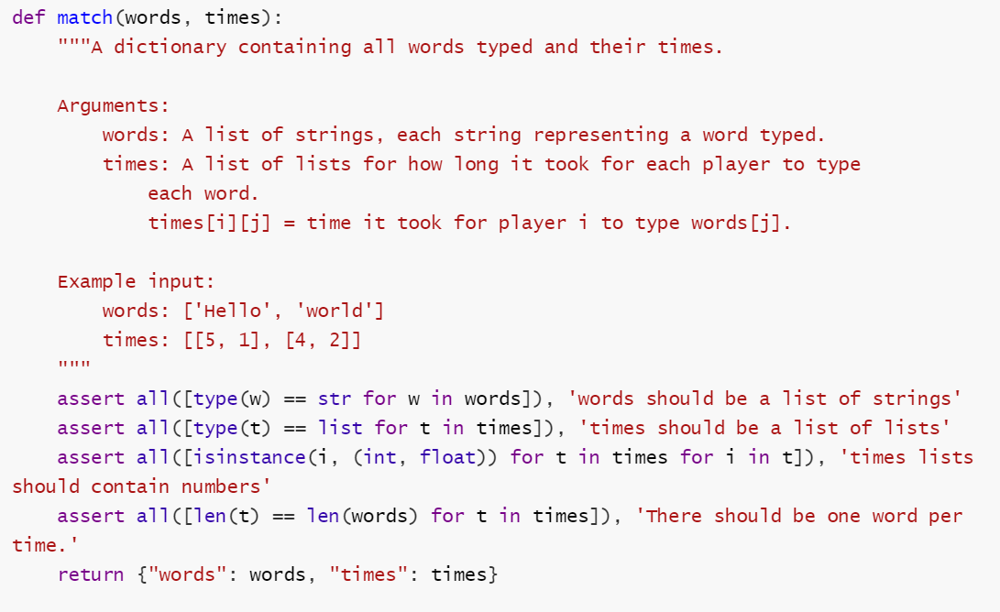 def match(words, times):
    """A dictionary containing all words typed and their times.

    Arguments:
        words: A list of strings, each string representing a word typed.
        times: A list of lists for how long it took for each player to type
            each word.
            times[i][j] = time it took for player i to type words[j].

    Example input:
        words: ['Hello', 'world']
        times: [[5, 1], [4, 2]]
    """
    assert all([type(w) == str for w in words]), 'words should be a list of strings'
    assert all([type(t) == list for t in times]), 'times should be a list of lists'
    assert all([isinstance(i, (int, float)) for t in times for i in t]), 'times lists
should contain numbers'
    assert all([len(t) == len(words) for t in times]), 'There should be one word per
time.'
    return {"words": words, "times": times}